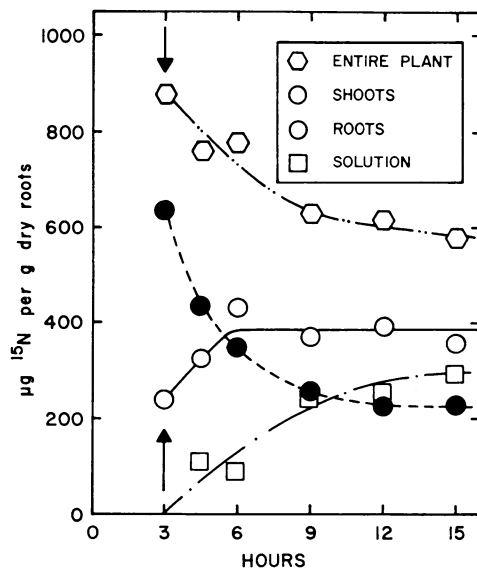 1000
800
600
400
200
0
µg ¹⁵N per g dry roots
ENTIRE PLANT
SHOOTS
ROOTS
SOLUTION
0 3 6 9 12 15
HOURS